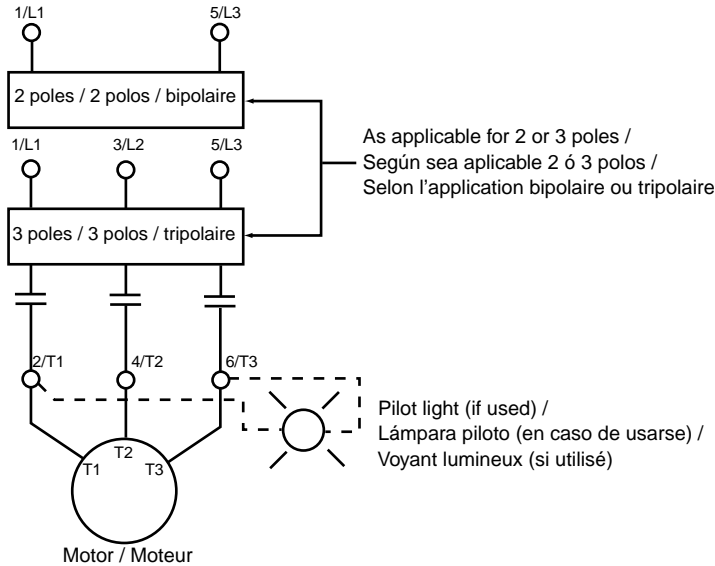 1/L1 5/L3
2 poles / 2 polos / bipolaire
1/L1 3/L2 5/L3
3 poles / 3 polos / tripolaire
As applicable for 2 or 3 poles /
Según sea aplicable 2 ó 3 polos /
Selon l'application bipolaire ou tripolaire
2/T1 4/T2 6/T3
T1 T2 T3
Motor / Moteur
Pilot light (if used) /
Lámpara piloto (en caso de usarse) /
Voyant lumineux (si utilisé)